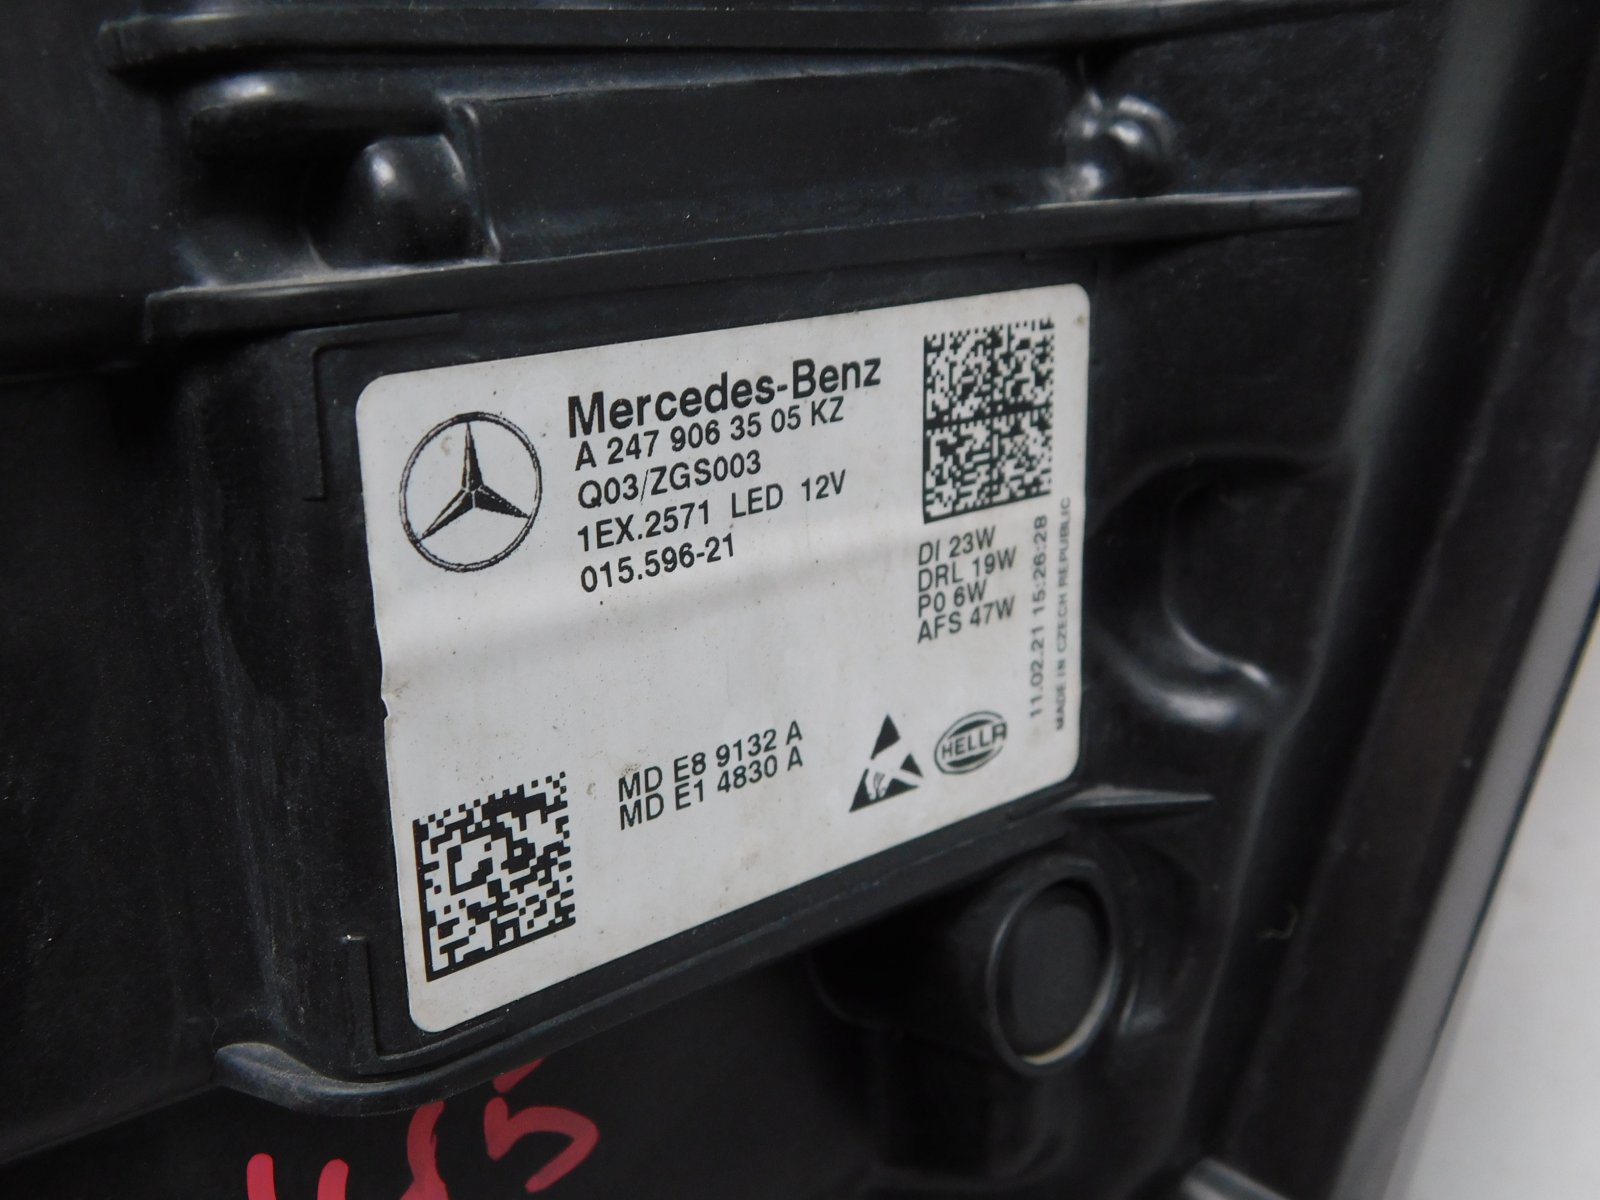 Mercedes-Benz
A 247 906 35 05 KZ
Q03/ZGS003
1EX.2571 LED 12V
015.596-21
DI 23W
DRL 19W
P0 6W
AFS 47W
11.02.21 15:26:28
MADE IN CZECH REPUBLIC
MD E8 9132 A
MD E1 4830 A
HELLA